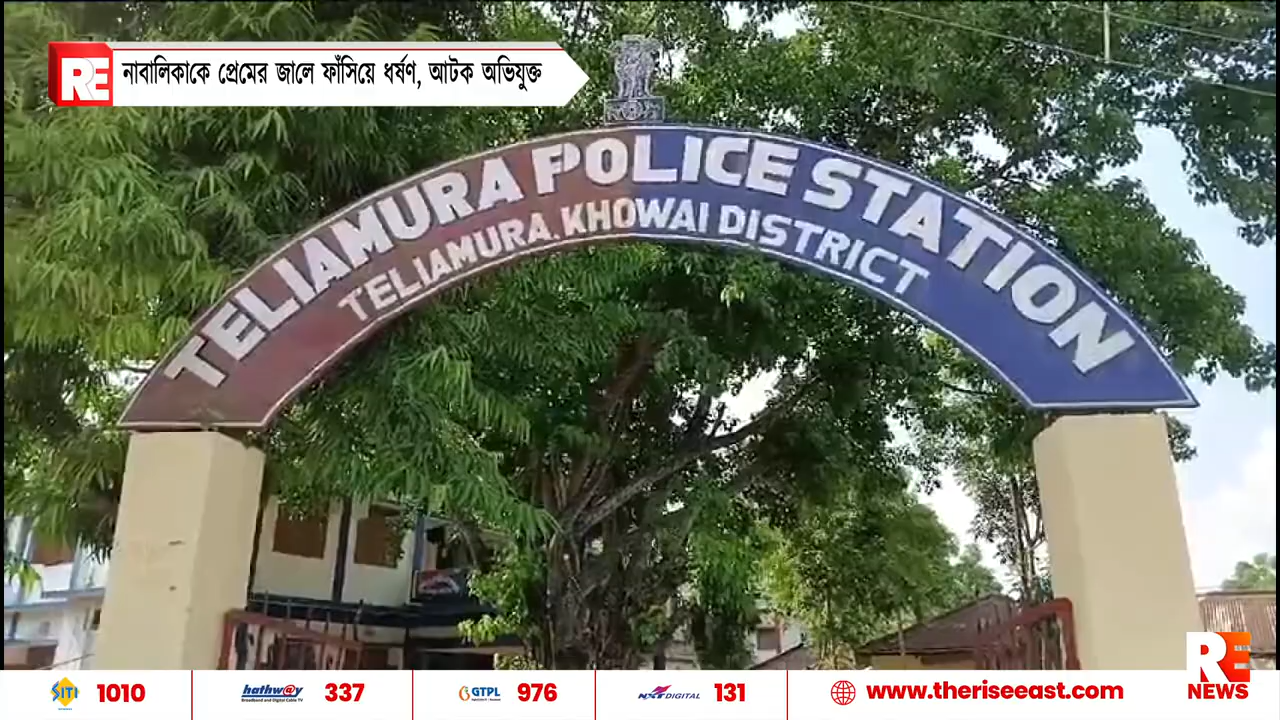 RE
নাবালিকাকে প্রেমের জালে ফাঁসিয়ে ধর্ষণ, আটক অভিযুক্ত
TELIAMURA POLICE STATION
TELIAMURA. KHOWAI DISTRICT
SITI 1010
hathw@y 337
GTPL 976
NXT DIGITAL 131
www.theriseeast.com
RE
NEWS